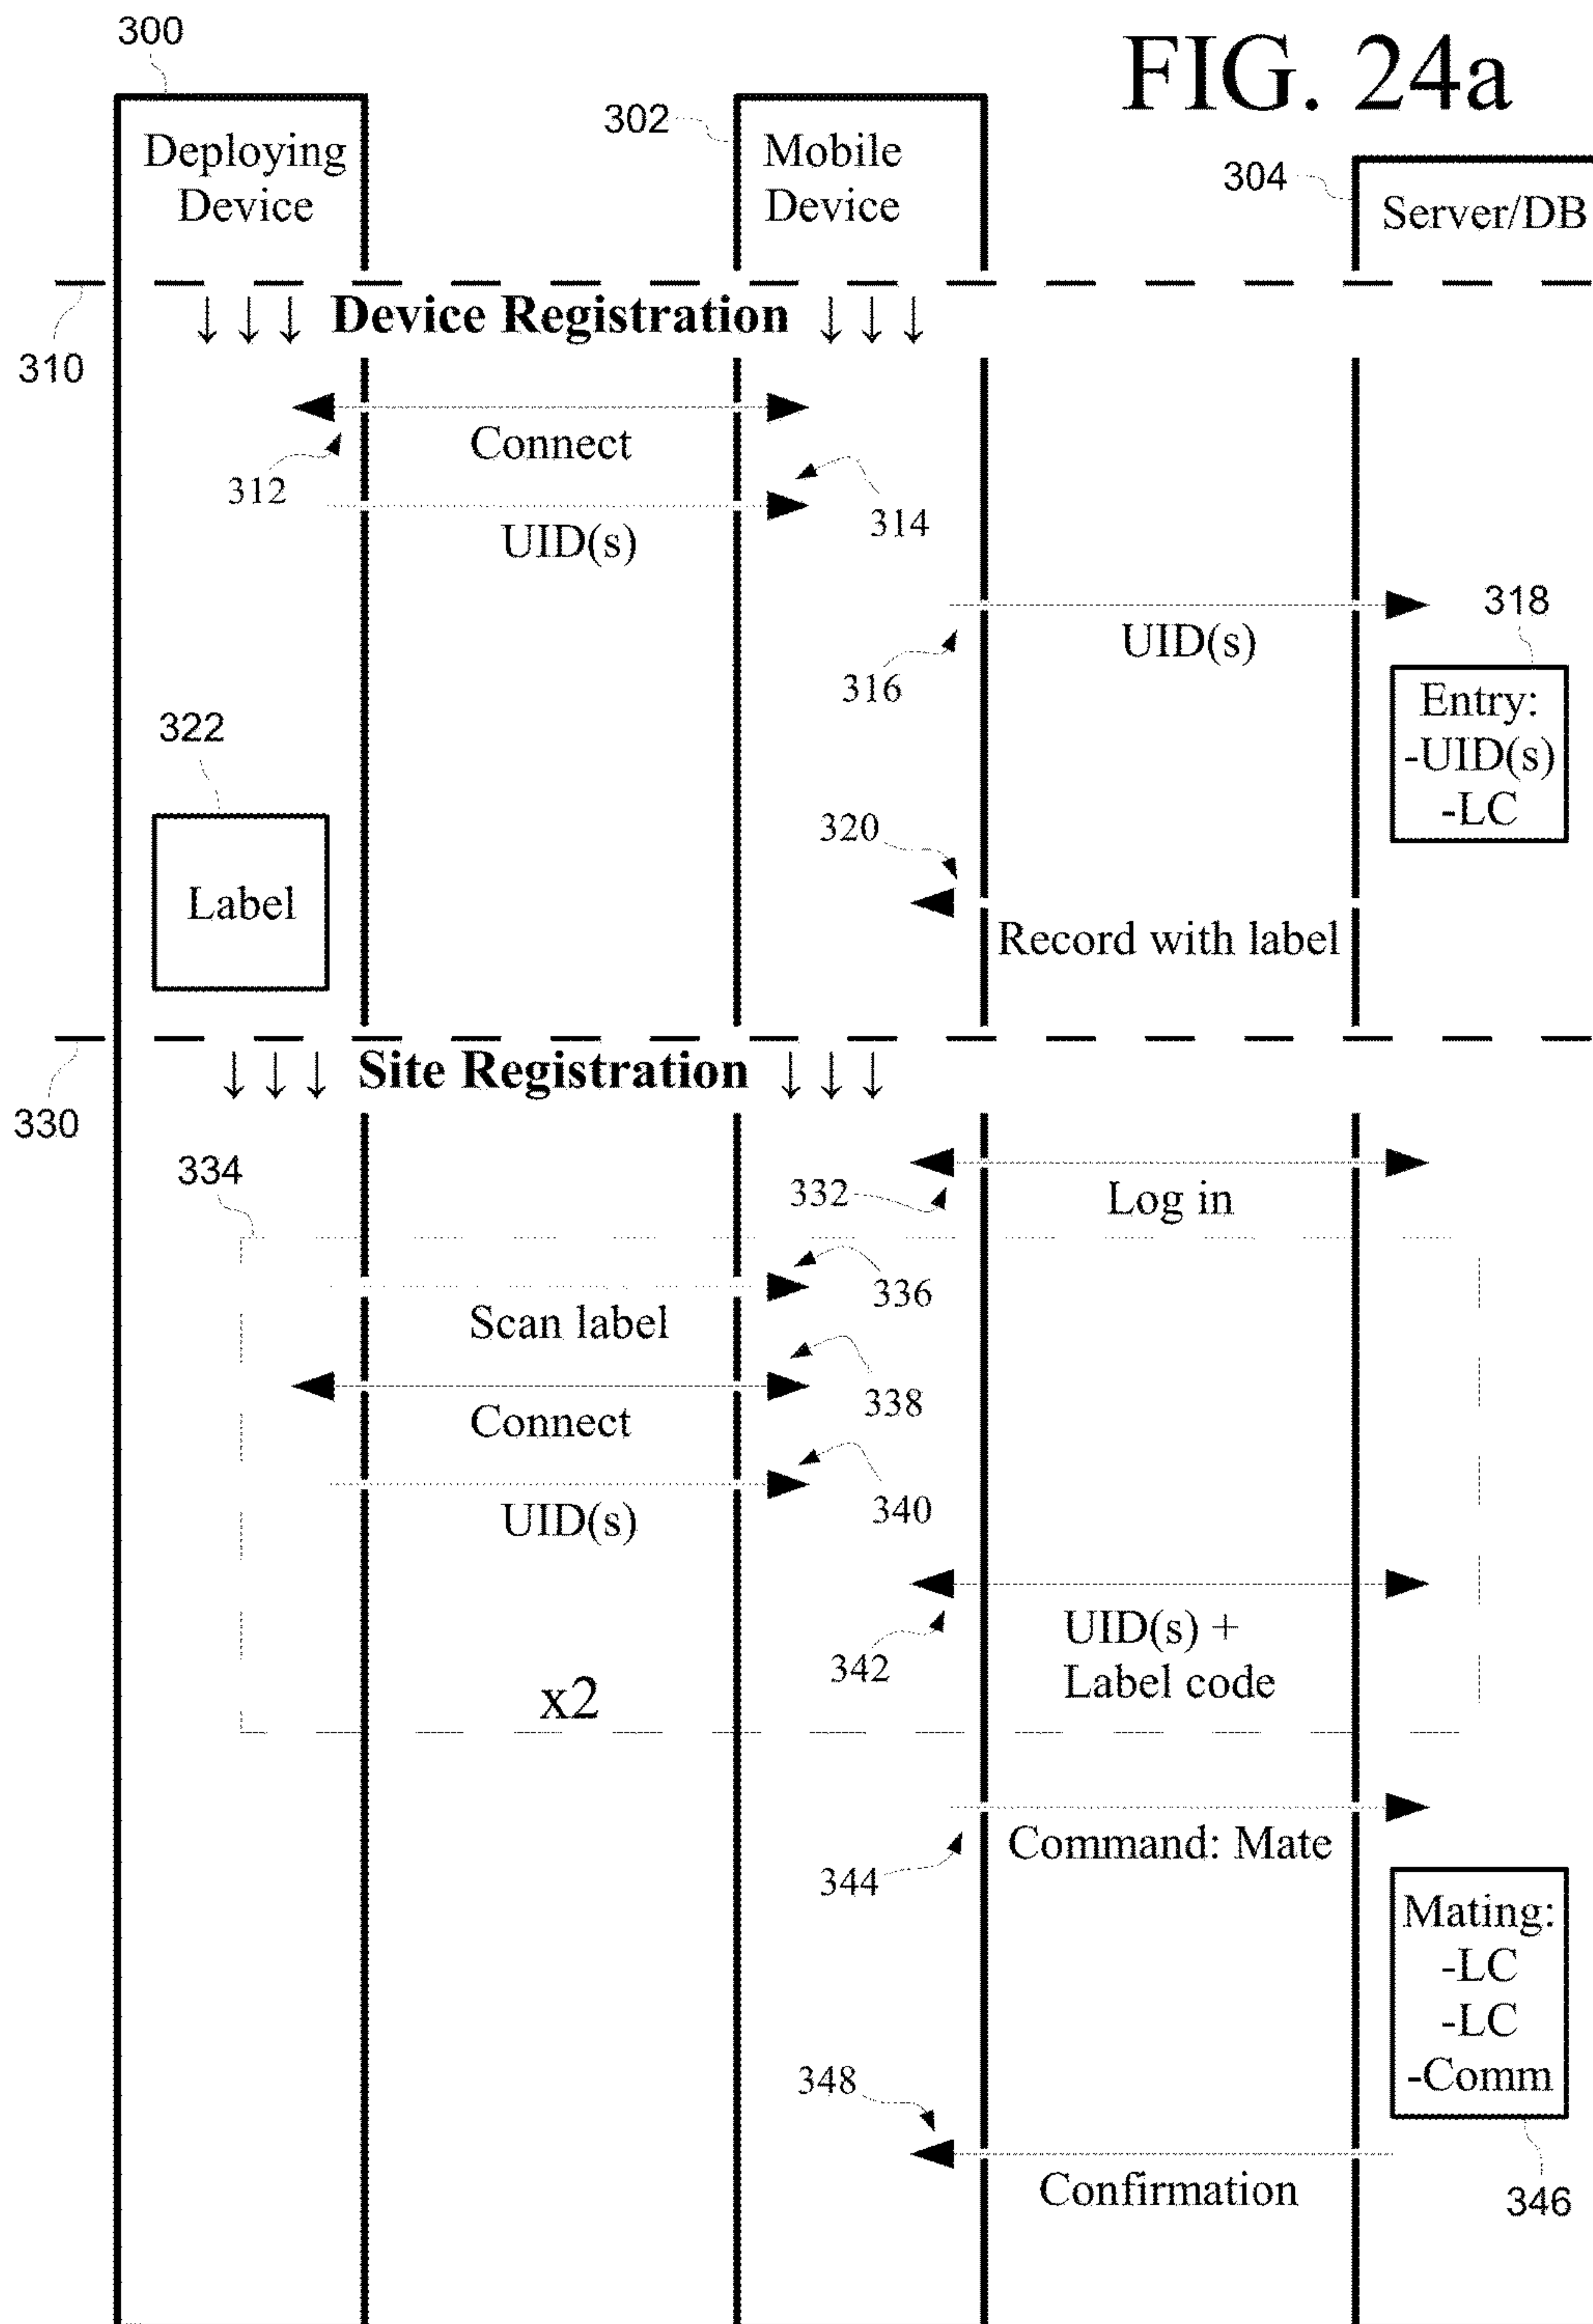 FIG. 24a
300
302
304
Deploying
Device
Mobile
Device
Server/DB
310
↓ ↓ ↓ Device Registration ↓ ↓ ↓
312
Connect
314
UID(s)
316
UID(s)
318
Entry:
-UID(s)
-LC
322
Label
320
Record with label
330
↓ ↓ ↓ Site Registration ↓ ↓ ↓
332
Log in
334
336
Scan label
338
Connect
340
UID(s)
342
UID(s) +
Label code
x2
344
Command: Mate
Mating:
-LC
-LC
-Comm
346
348
Confirmation